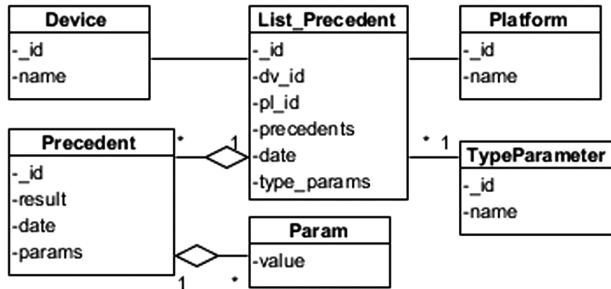 Device
-_id
-name
List_Precedent
-_id
-dv_id
-pl_id
-precedents
-date
-type_params
Platform
-_id
-name
Precedent
-_id
-result
-date
-params
* 1
* 1
TypeParameter
-_id
-name
Param
-value
1 *